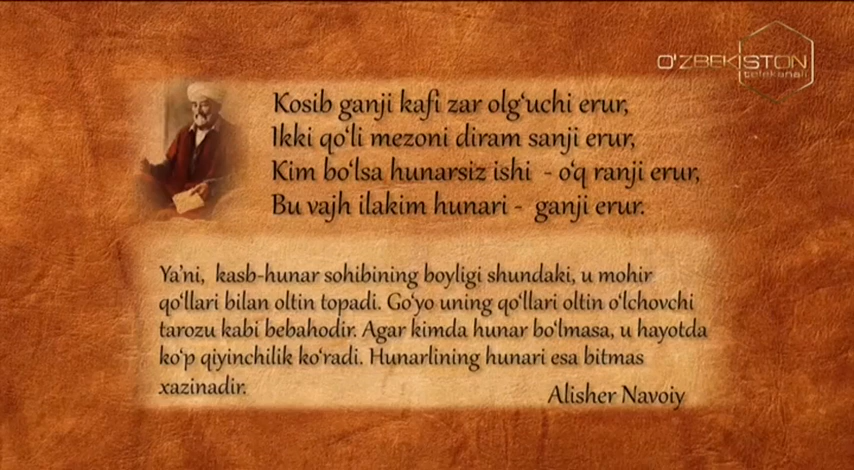 O'ZBEKISTON
telekanali
Kosib ganji kafi zar olg‘uchi erur,
Ikki qo‘li mezoni diram sanji erur,
Kim bo‘lsa hunarsiz ishi - o‘q ranji erur,
Bu vajh ilakim hunari - ganji erur.
Ya’ni, kasb-hunar sohibining boyligi shundaki, u mohir
qo‘llari bilan oltin topadi. Go‘yo uning qo‘llari oltin o‘lchovchi
tarozu kabi bebahodir. Agar kimda hunar bo‘lmasa, u hayotda
ko‘p qiyinchilik ko‘radi. Hunarlining hunari esa bitmas
xazinadir.
Alisher Navoiy